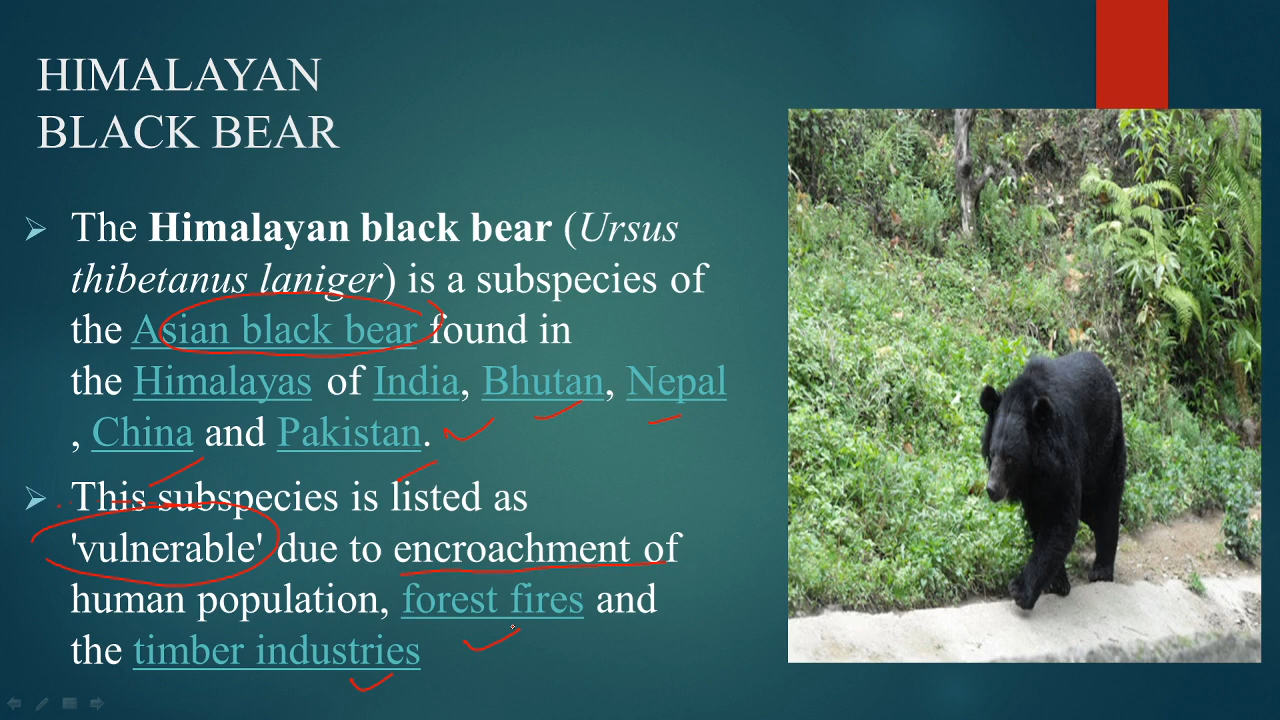 HIMALAYAN
BLACK BEAR
The Himalayan black bear (Ursus
thibetanus laniger) is a subspecies of
the Asian black bear found in
the Himalayas of India, Bhutan, Nepal
, China and Pakistan.
This subspecies is listed as
'vulnerable' due to encroachment of
human population, forest fires and
the timber industries